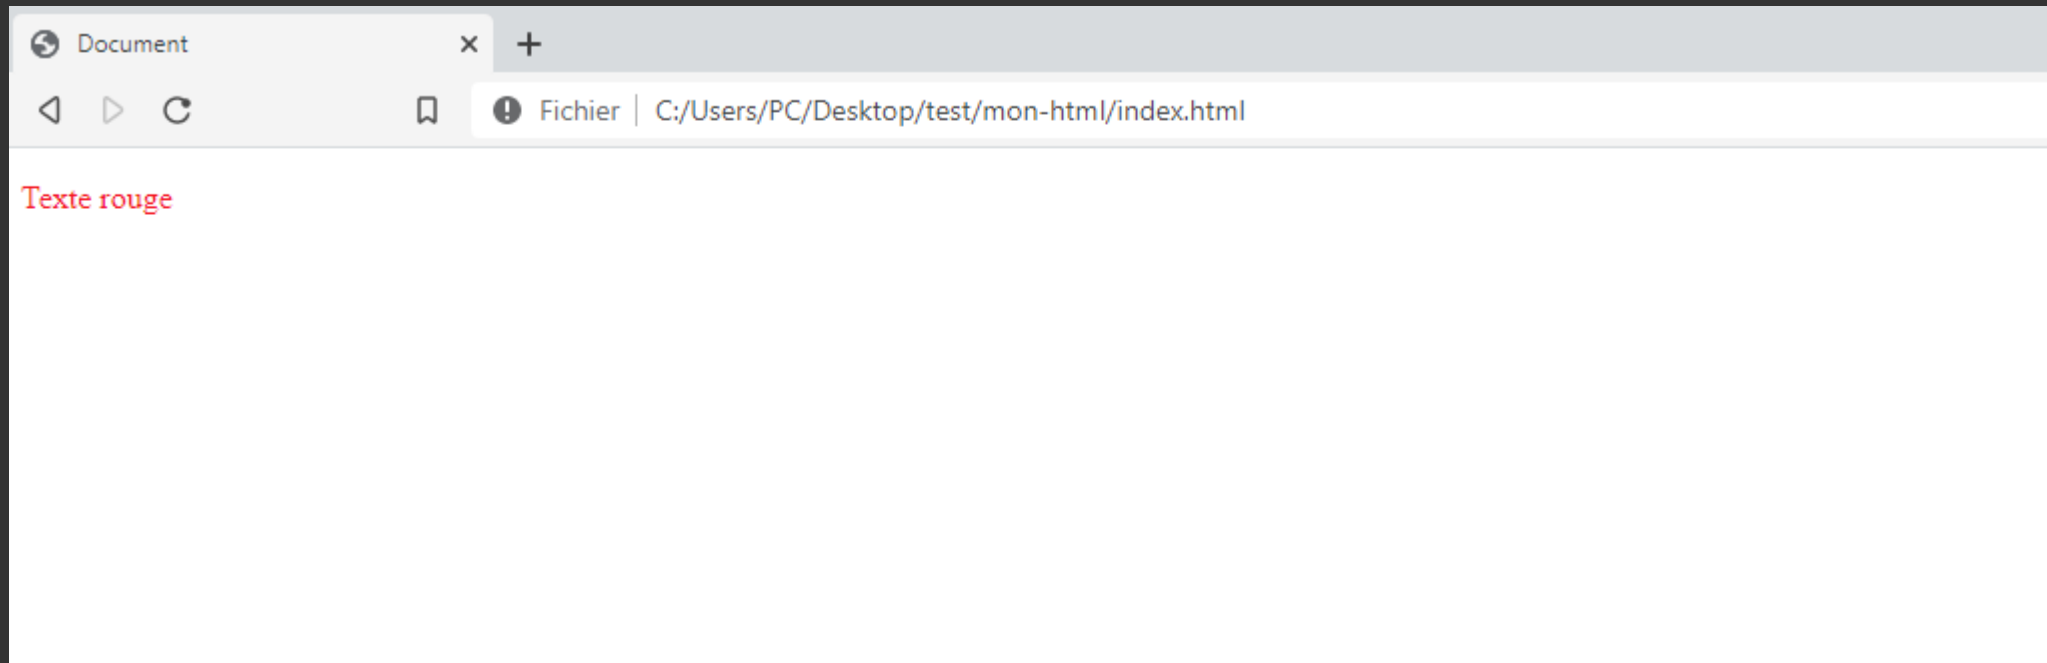 Document
Fichier C:/Users/PC/Desktop/test/mon-html/index.html
Texte rouge